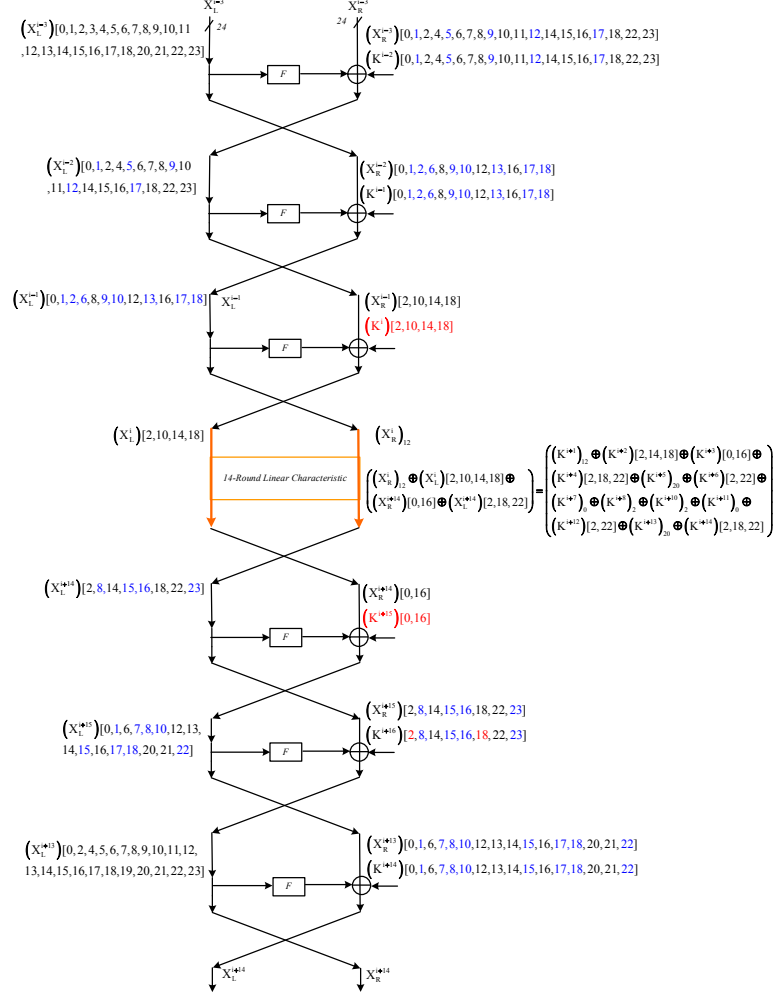 X_L^{i-3} X_R^{i-3}
24 24
(X_L^{i-3})[0,1,2,3,4,5,6,7,8,9,10,11
,12,13,14,15,16,17,18,20,21,22,23]
(X_R^{i-3})[0,1,2,4,5,6,7,8,9,10,11,12,14,15,16,17,18,22,23]
(K^{i-2})[0,1,2,4,5,6,7,8,9,10,11,12,14,15,16,17,18,22,23]
F
(X_L^{i-2})[0,1,2,4,5,6,7,8,9,10
,11,12,14,15,16,17,18,22,23]
(X_R^{i-2})[0,1,2,6,8,9,10,12,13,16,17,18]
(K^{i-1})[0,1,2,6,8,9,10,12,13,16,17,18]
F
(X_L^{i-1})[0,1,2,6,8,9,10,12,13,16,17,18] X_L^{i-1}
(X_R^{i-1})[2,10,14,18]
(K^i)[2,10,14,18]
F
(X_L^i)[2,10,14,18] (X_R^i)_{12}
14-Round Linear Characteristic
((X_R^i)_{12}⊕(X_L^i)[2,10,14,18]⊕
(X_R^{i+14})[0,16]⊕(X_L^{i+14})[2,18,22])
=
((K^{i+1})_{12}⊕(K^{i+2})[2,14,18]⊕(K^{i+3})[0,16]⊕
(K^{i+4})[2,18,22]⊕(K^{i+5})_{20}⊕(K^{i+6})[2,22]⊕
(K^{i+7})_0⊕(K^{i+8})_2⊕(K^{i+10})_2⊕(K^{i+11})_0⊕
(K^{i+12})[2,22]⊕(K^{i+13})_{20}⊕(K^{i+14})[2,18,22])
(X_L^{i+14})[2,8,14,15,16,18,22,23]
(X_R^{i+14})[0,16]
(K^{i+15})[0,16]
F
(X_L^{i+15})[0,1,6,7,8,10,12,13,
14,15,16,17,18,20,21,22]
(X_R^{i+15})[2,8,14,15,16,18,22,23]
(K^{i+16})[2,8,14,15,16,18,22,23]
F
(X_L^{i+13})[0,2,4,5,6,7,8,9,10,11,12,
13,14,15,16,17,18,19,20,21,22,23]
(X_R^{i+13})[0,1,6,7,8,10,12,13,14,15,16,17,18,20,21,22]
(K^{i+14})[0,1,6,7,8,10,12,13,14,15,16,17,18,20,21,22]
F
X_L^{i+14} X_R^{i+14}